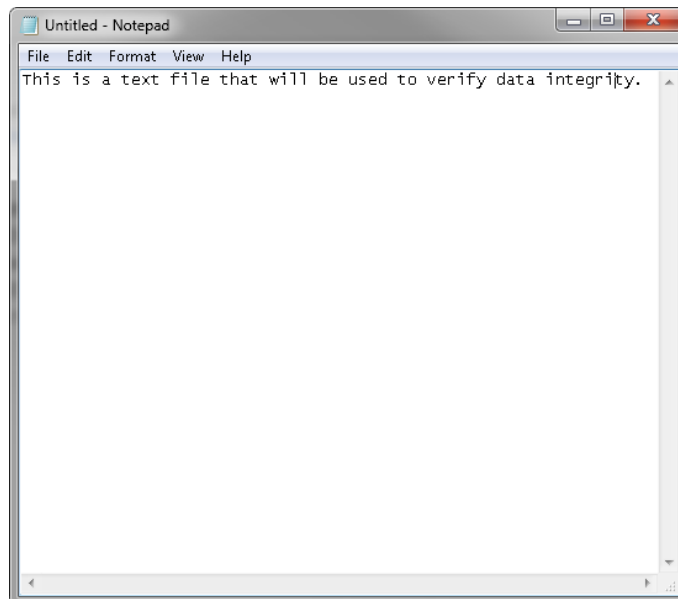 Untitled - Notepad
File Edit Format View Help
This is a text file that will be used to verify data integrity.